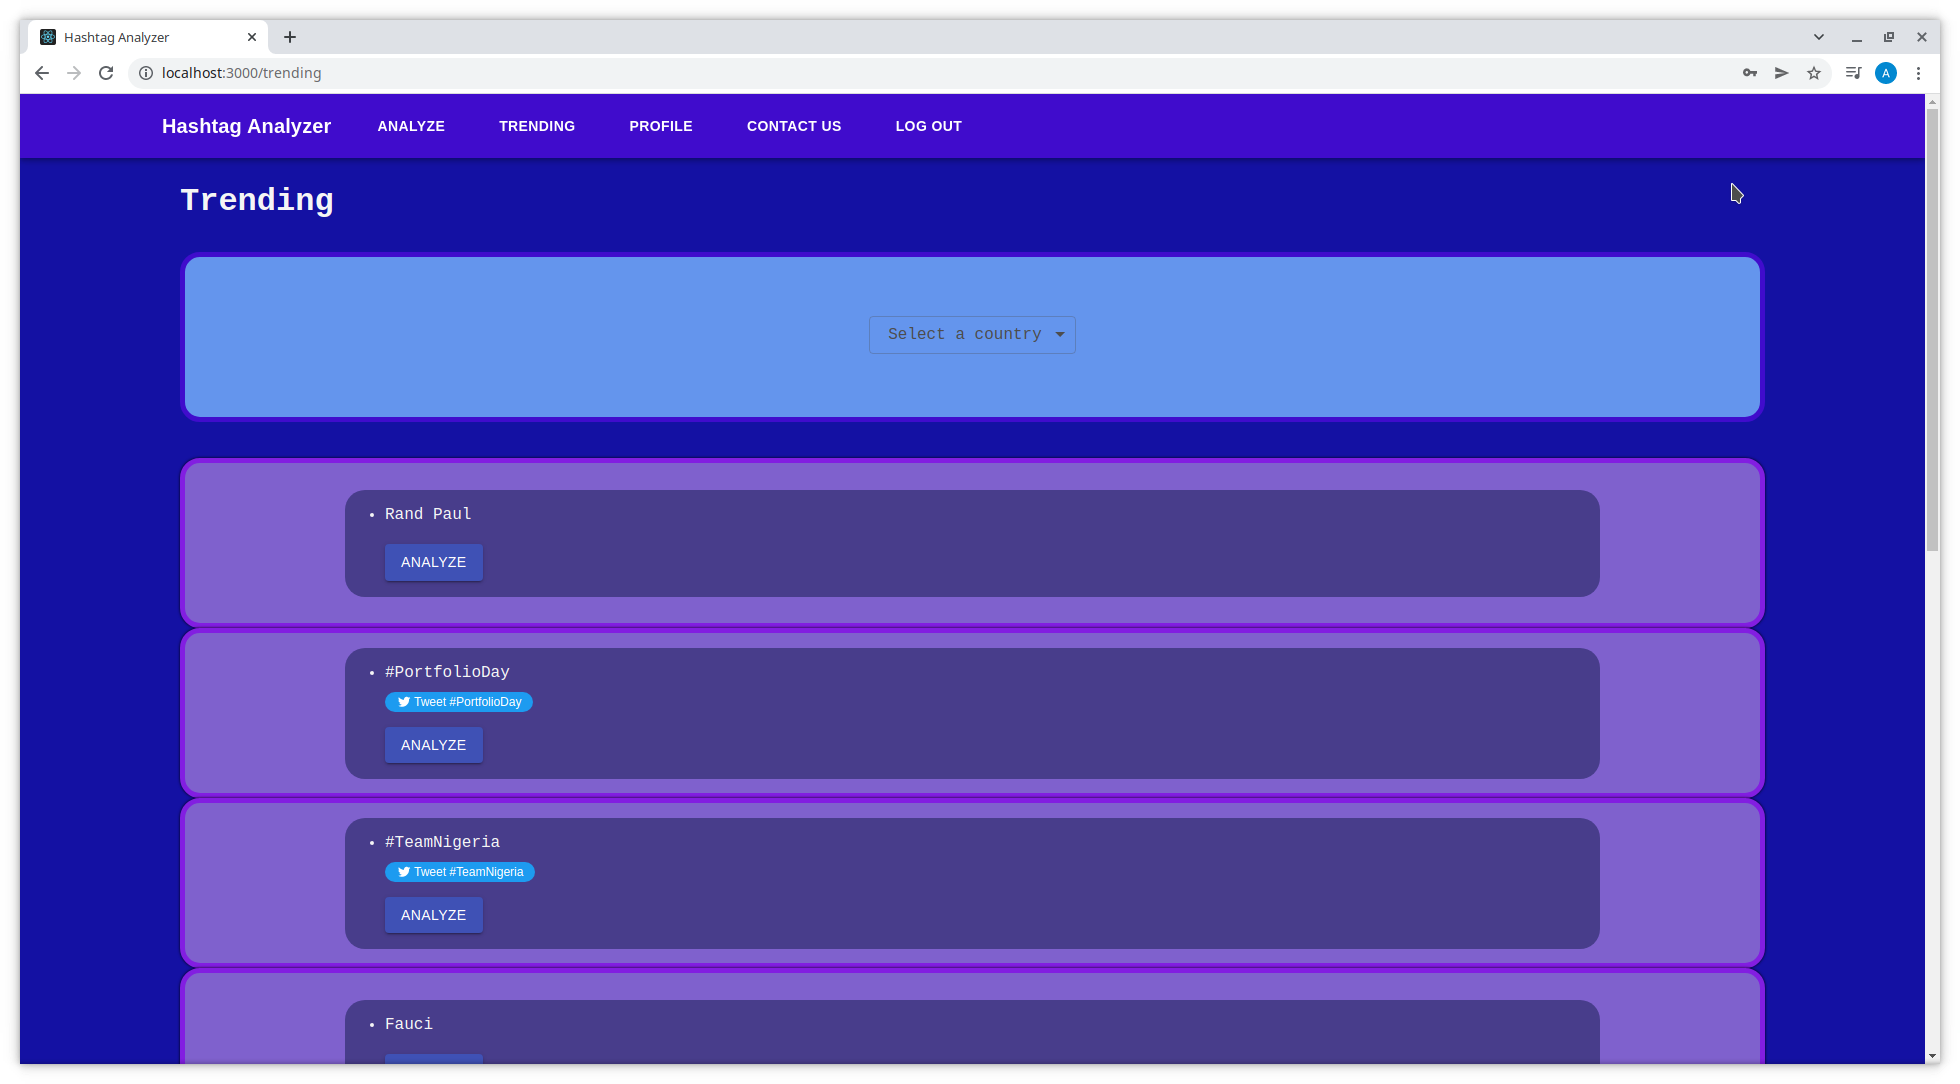 Hashtag Analyzer
localhost:3000/trending
A
Hashtag Analyzer ANALYZE TRENDING PROFILE CONTACT US LOG OUT
Trending
Select a country
• Rand Paul
ANALYZE
• #PortfolioDay
Tweet #PortfolioDay
ANALYZE
• #TeamNigeria
Tweet #TeamNigeria
ANALYZE
• Fauci